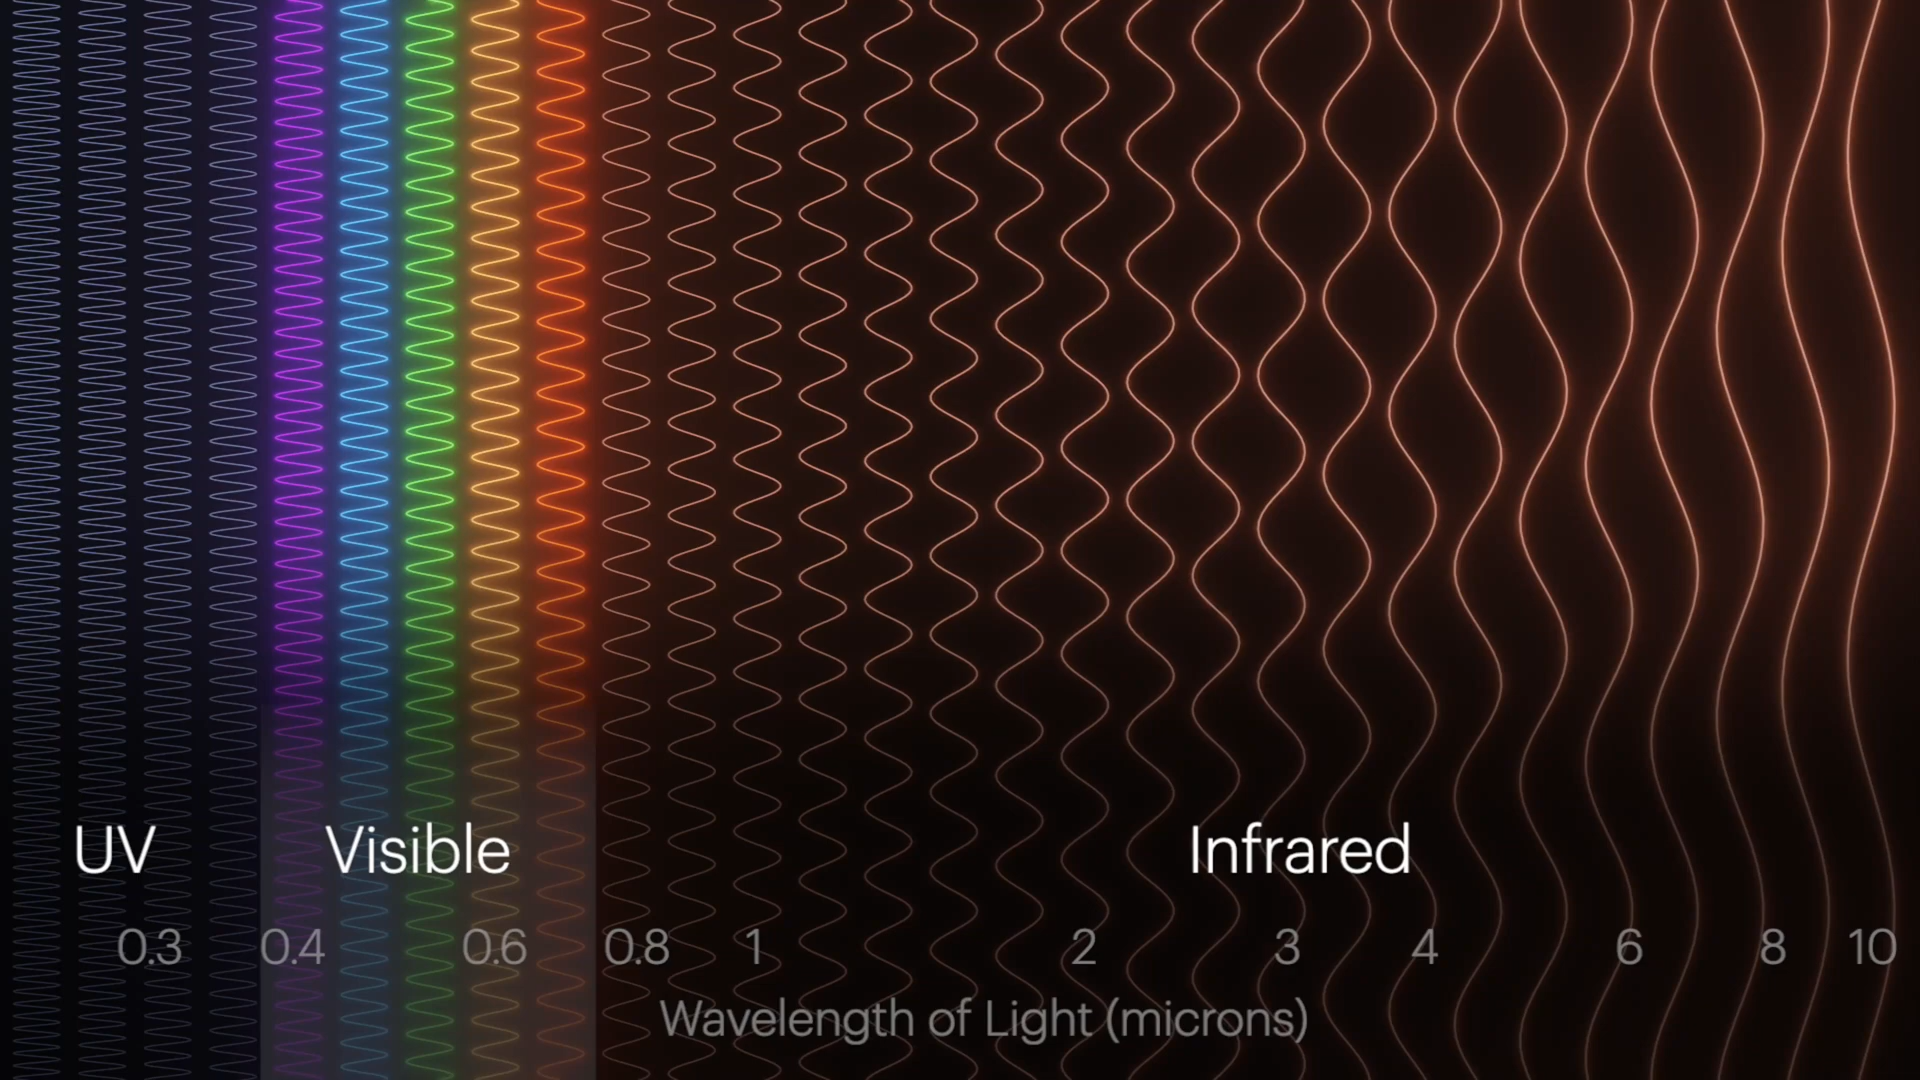 UV Visible Infrared
0.3 0.4 0.6 0.8 1 2 3 4 6 8 10
Wavelength of Light (microns)